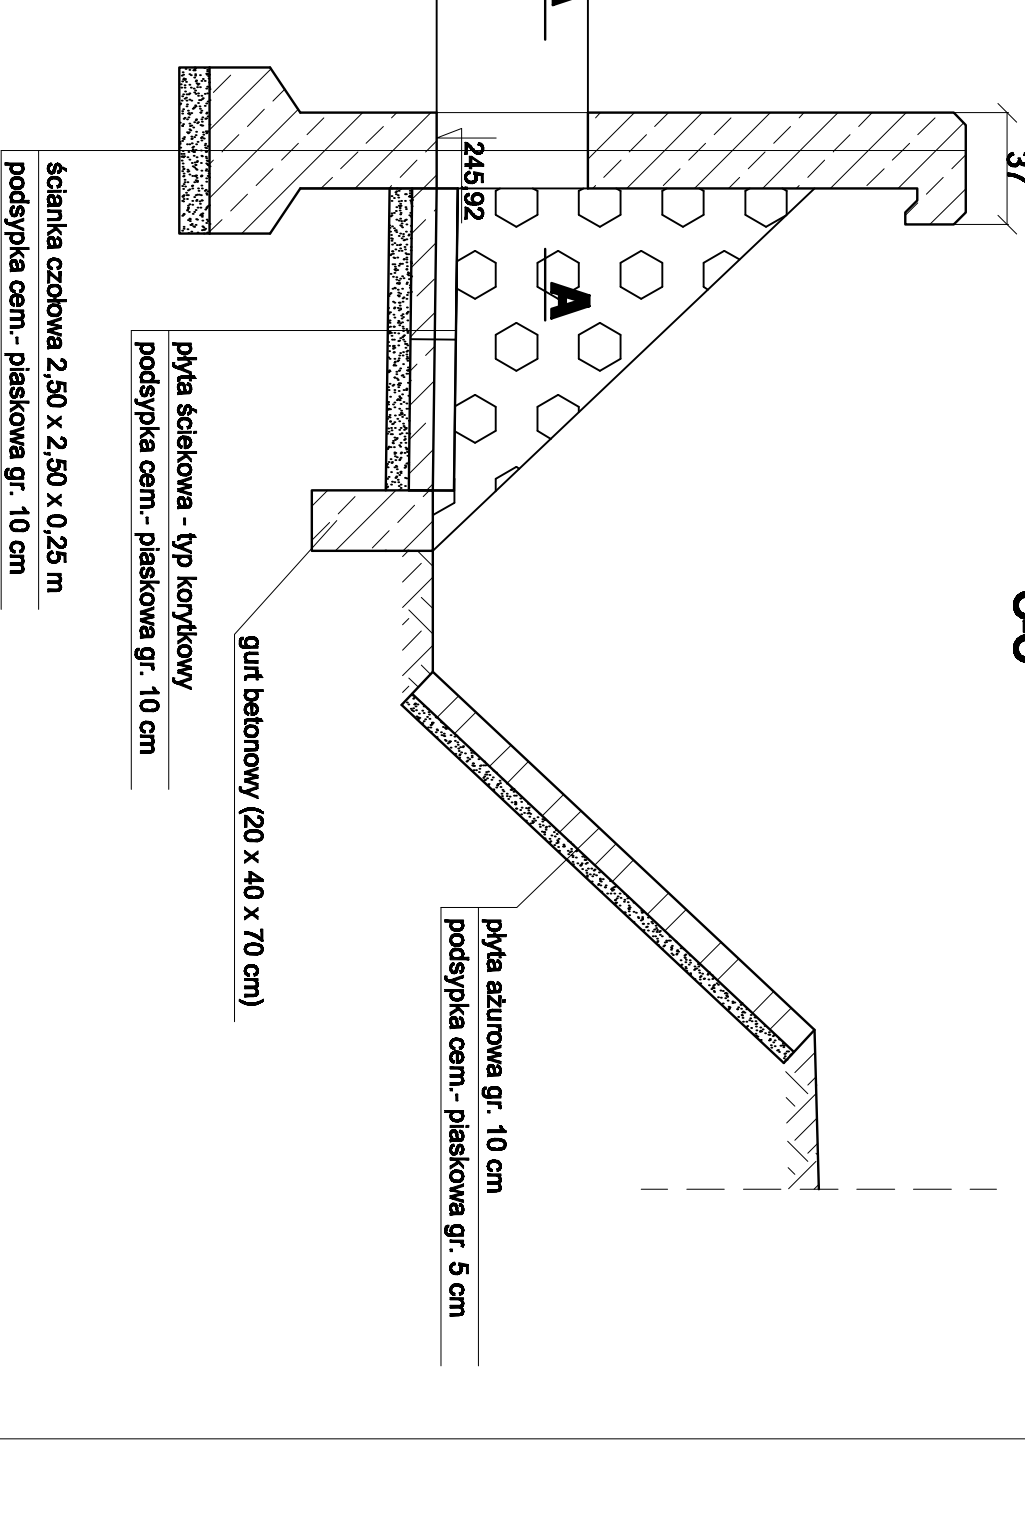 37
245,92
A
płyta ażurowa gr. 10 cm
podsypka cem.- piaskowa gr. 5 cm
gurt betonowy (20 x 40 x 70 cm)
płyta ściekowa - typ korytkowy
podsypka cem.- piaskowa gr. 10 cm
ścianka czołowa 2,50 x 2,50 x 0,25 m
podsypka cem.- piaskowa gr. 10 cm